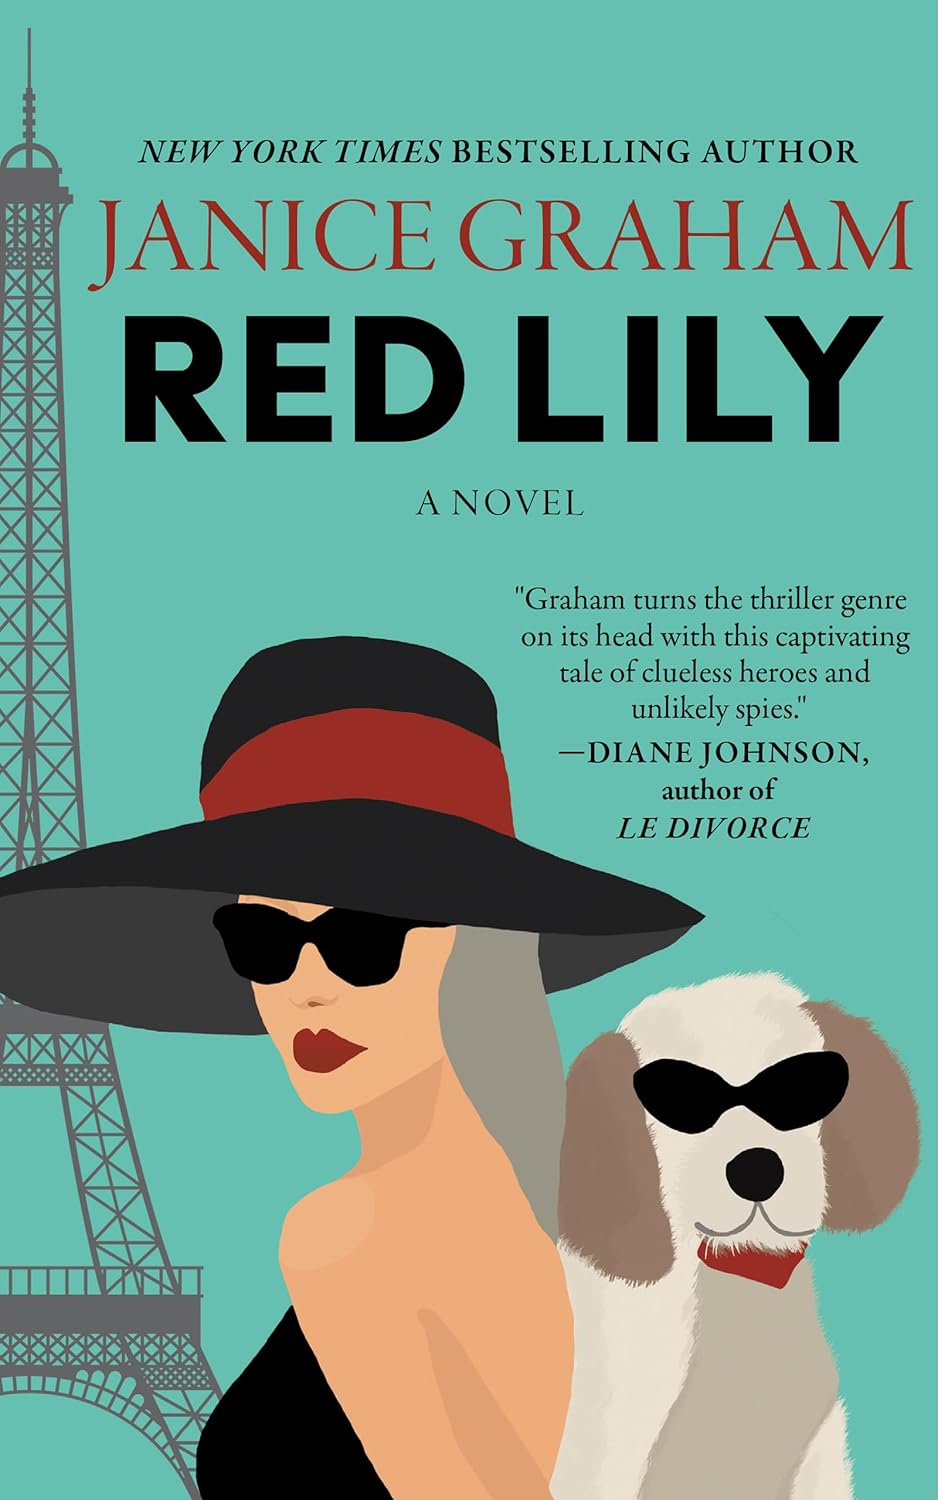 NEW YORK TIMES BESTSELLING AUTHOR
JANICE GRAHAM
RED LILY
A NOVEL
"Graham turns the thriller genre
on its head with this captivating
tale of clueless heroes and
unlikely spies."
—DIANE JOHNSON,
author of
LE DIVORCE